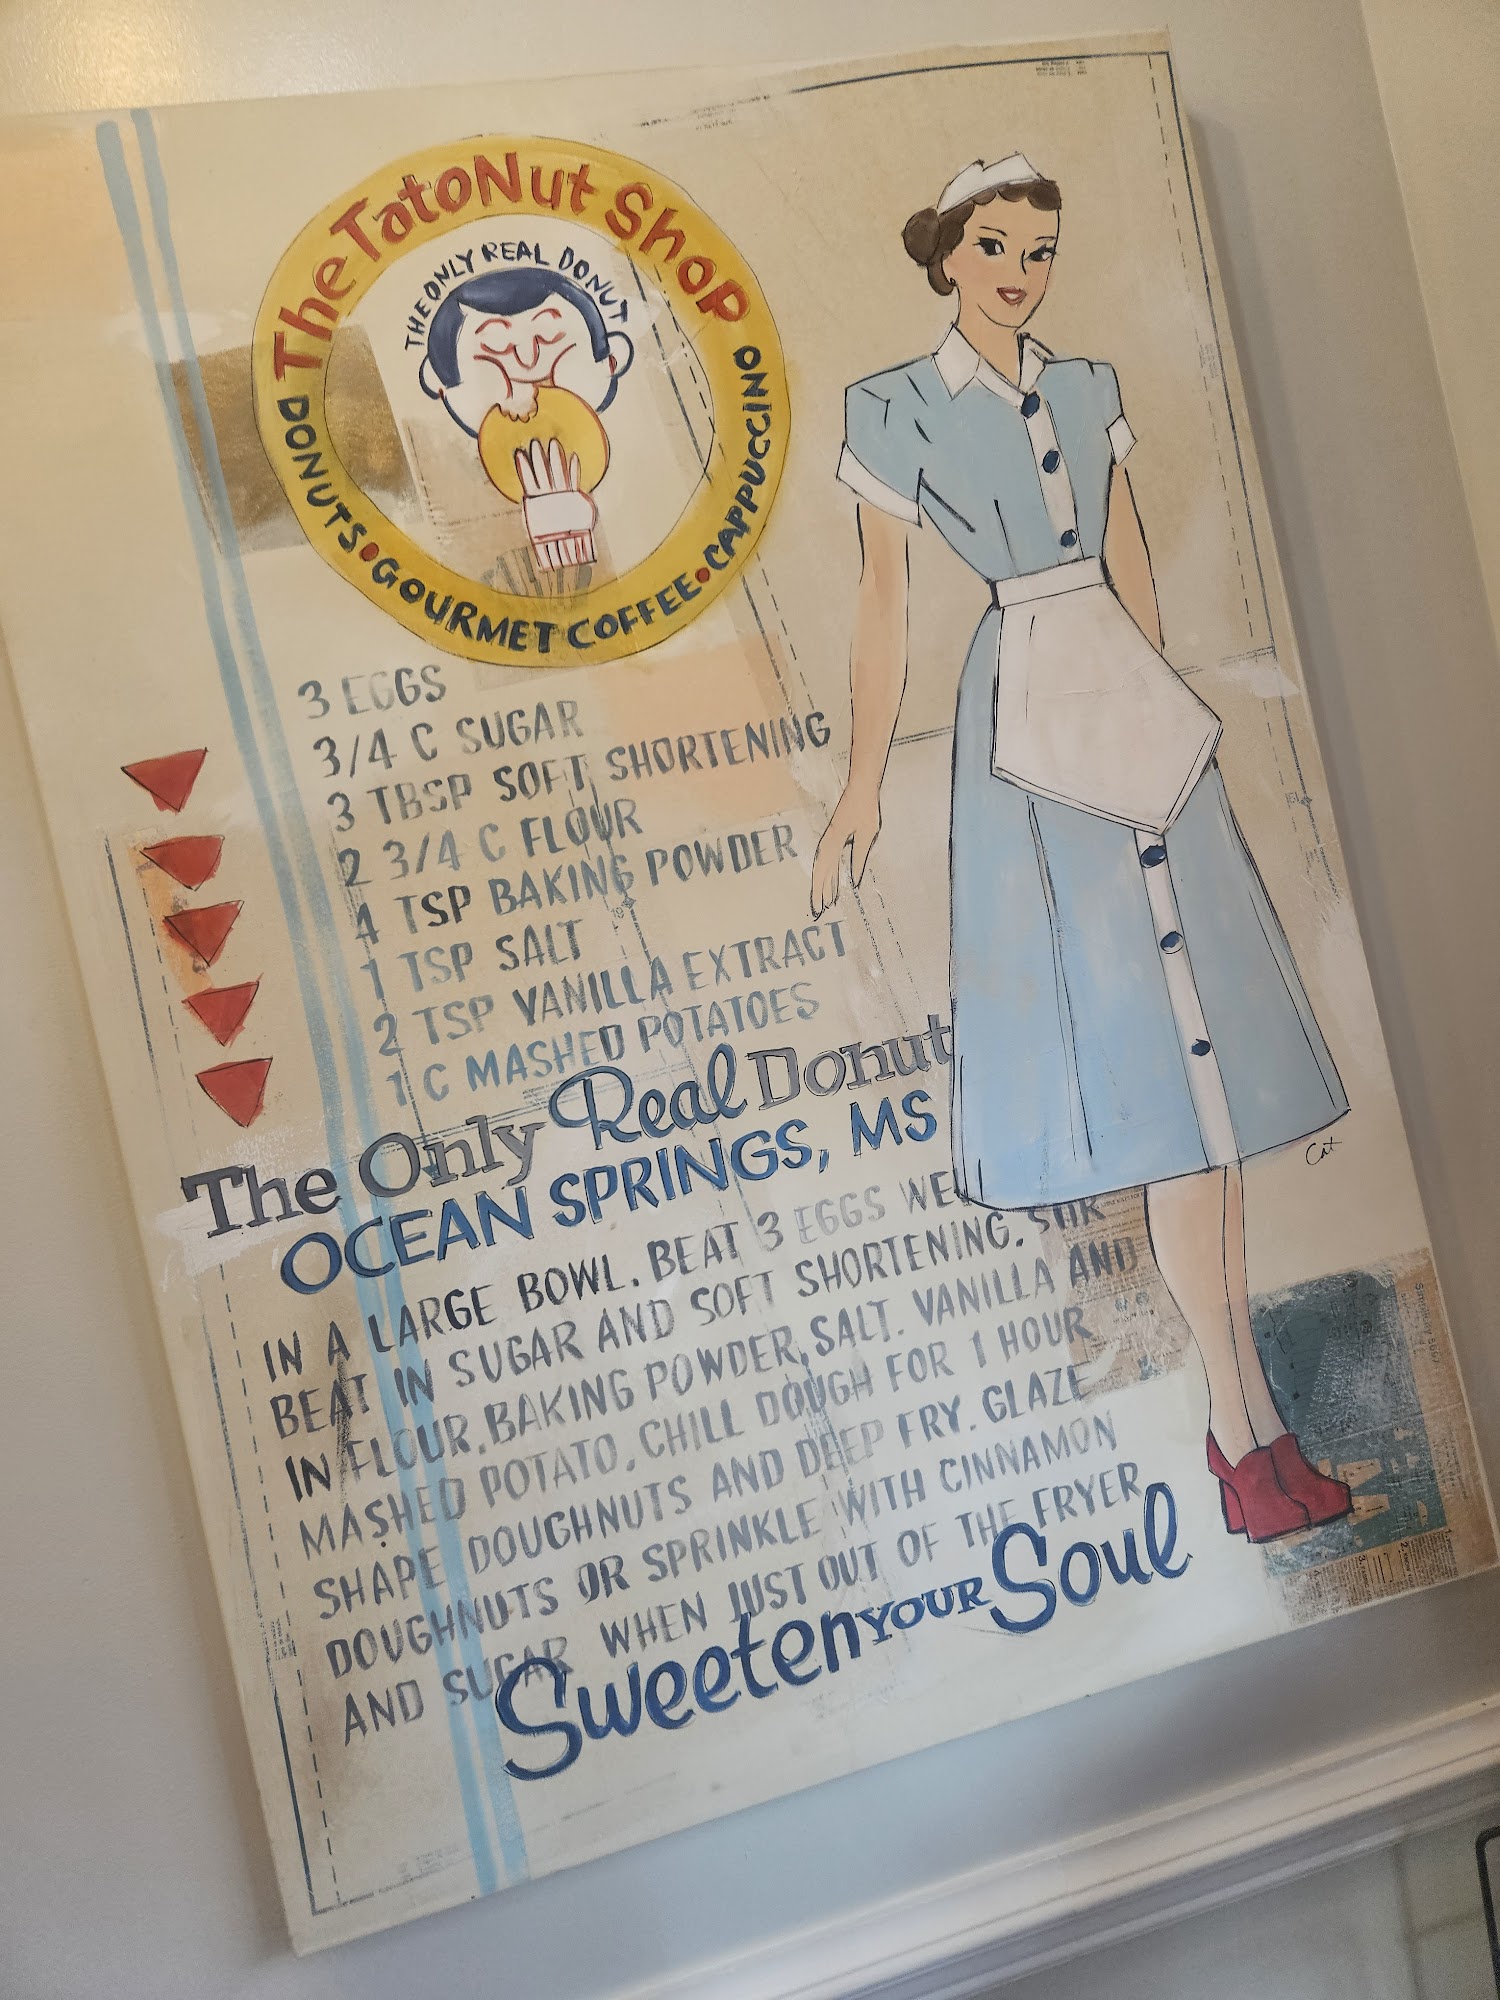 The TatoNut Shop
THE ONLY REAL DONUT
DONUTS • GOURMET COFFEE • CAPPUCCINO
3 EGGS
3/4 C SUGAR
3 TBSP SOFT SHORTENING
2 3/4 C FLOUR
4 TSP BAKING POWDER
1 TSP SALT
2 TSP VANILLA EXTRACT
1 C MASHED POTATOES
The Only Real Donut
OCEAN SPRINGS, MS
IN A LARGE BOWL. BEAT 3 EGGS WE
BEAT IN SUGAR AND SOFT SHORTENING. STIR
IN FLOUR. BAKING POWDER, SALT. VANILLA AND
MASHED POTATO. CHILL DOUGH FOR 1 HOUR
SHAPE DOUGHNUTS AND DEEP FRY. GLAZE
DOUGHNUTS OR SPRINKLE WITH CINNAMON
AND SUGAR WHEN JUST OUT OF THE FRYER
Sweeten YOUR Soul
Cat